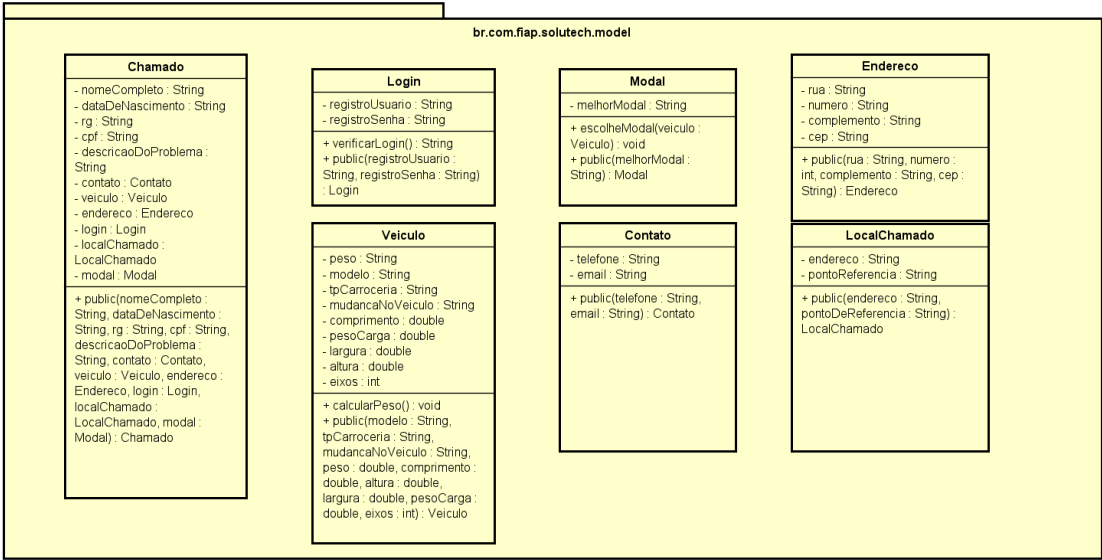 br.com.fiap.solutech.model
Chamado
- nomeCompleto : String
- dataDeNascimento : String
- rg : String
- cpf : String
- descricaoDoProblema :
String
- contato : Contato
- veiculo : Veiculo
- endereco : Endereco
- login : Login
- localChamado :
LocalChamado
- modal : Modal
+ public(nomeCompleto :
String, dataDeNascimento :
String, rg : String, cpf : String,
descricaoDoProblema :
String, contato : Contato,
veiculo : Veiculo, endereco :
Endereco, login : Login,
localChamado :
LocalChamado, modal :
Modal) : Chamado
Login
- registroUsuario : String
- registroSenha : String
+ verificarLogin() : String
+ public(registroUsuario :
String, registroSenha : String)
: Login
Modal
- melhorModal : String
+ escolheModal(veiculo :
Veiculo) : void
+ public(melhorModal :
String) : Modal
Endereco
- rua : String
- numero : String
- complemento : String
- cep : String
+ public(rua : String, numero :
int, complemento : String, cep :
String) : Endereco
Veiculo
- peso : String
- modelo : String
- tpCarroceria : String
- mudancaNoVeiculo : String
- comprimento : double
- pesoCarga : double
- largura : double
- altura : double
- eixos : int
+ calcularPeso() : void
+ public(modelo : String,
tpCarroceria : String,
mudancaNoVeiculo : String,
peso : double, comprimento :
double, altura : double,
largura : double, pesoCarga :
double, eixos : int) : Veiculo
Contato
- telefone : String
- email : String
+ public(telefone : String,
email : String) : Contato
LocalChamado
- endereco : String
- pontoReferencia : String
+ public(endereco : String,
pontoDeReferencia : String) :
LocalChamado